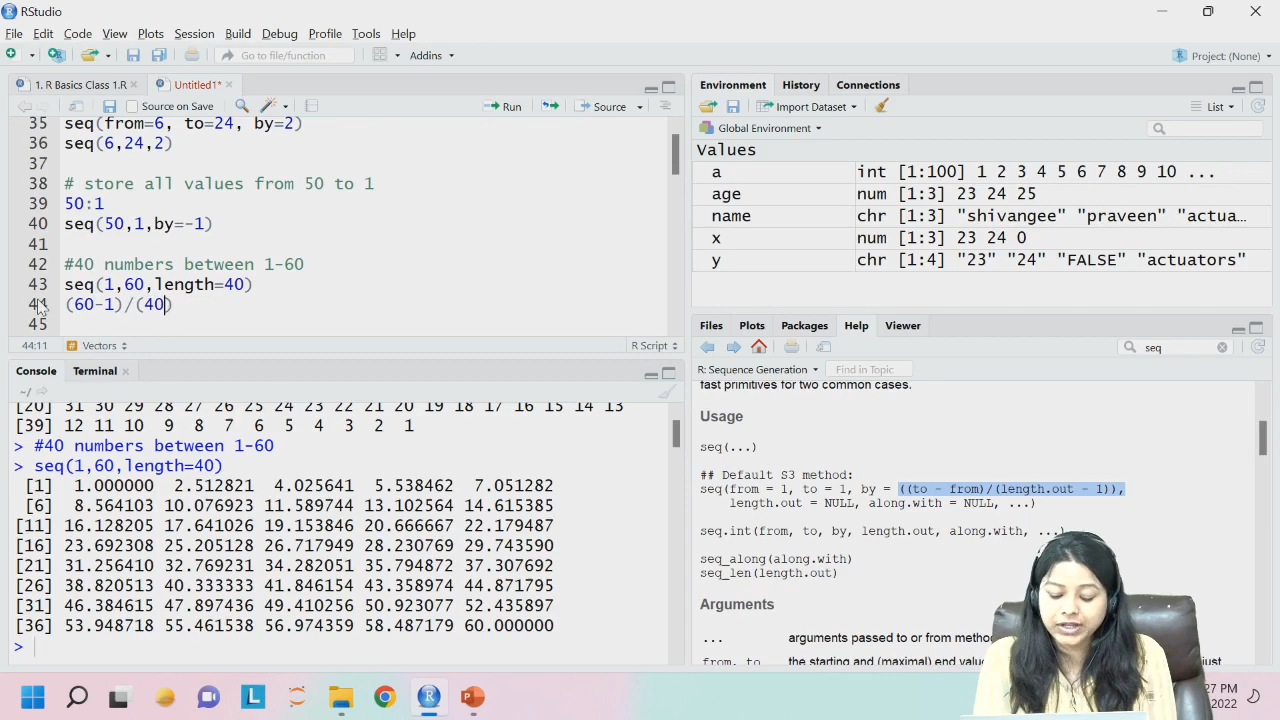 RStudio
File Edit Code View Plots Session Build Debug Profile Tools Help
Go to file/function Addins Project: (None)
1. R Basics Class 1.R Untitled1*
Source on Save Run Source
35 seq(from=6, to=24, by=2)
36 seq(6,24,2)
37
38 # store all values from 50 to 1
39 50:1
40 seq(50,1,by=-1)
41
42 #40 numbers between 1-60
43 seq(1,60,length=40)
44 (60-1)/(40)
45
44:11 Vectors R Script
Console Terminal
~/
[20] 31 30 29 28 27 26 25 24 23 22 21 20 19 18 17 16 15 14 13
[39] 12 11 10 9 8 7 6 5 4 3 2 1
> #40 numbers between 1-60
> seq(1,60,length=40)
[1] 1.000000 2.512821 4.025641 5.538462 7.051282
[6] 8.564103 10.076923 11.589744 13.102564 14.615385
[11] 16.128205 17.641026 19.153846 20.666667 22.179487
[16] 23.692308 25.205128 26.717949 28.230769 29.743590
[21] 31.256410 32.769231 34.282051 35.794872 37.307692
[26] 38.820513 40.333333 41.846154 43.358974 44.871795
[31] 46.384615 47.897436 49.410256 50.923077 52.435897
[36] 53.948718 55.461538 56.974359 58.487179 60.000000
>
Environment History Connections
Import Dataset List
Global Environment
Values
a int [1:100] 1 2 3 4 5 6 7 8 9 10 ...
age num [1:3] 23 24 25
name chr [1:3] "shivangee" "praveen" "actua…
x num [1:3] 23 24 0
y chr [1:4] "23" "24" "FALSE" "actuators"
Files Plots Packages Help Viewer
seq
R: Sequence Generation Find in Topic
fast primitives for two common cases.
Usage
seq(...)
## Default S3 method:
seq(from = 1, to = 1, by = ((to - from)/(length.out - 1)),
length.out = NULL, along.with = NULL, ...)
seq.int(from, to, by, length.out, along.with, ...)
seq_along(along.with)
seq_len(length.out)
Arguments
... arguments passed to or from
from, to the starting and (maximal) end just
:27 PM
2022